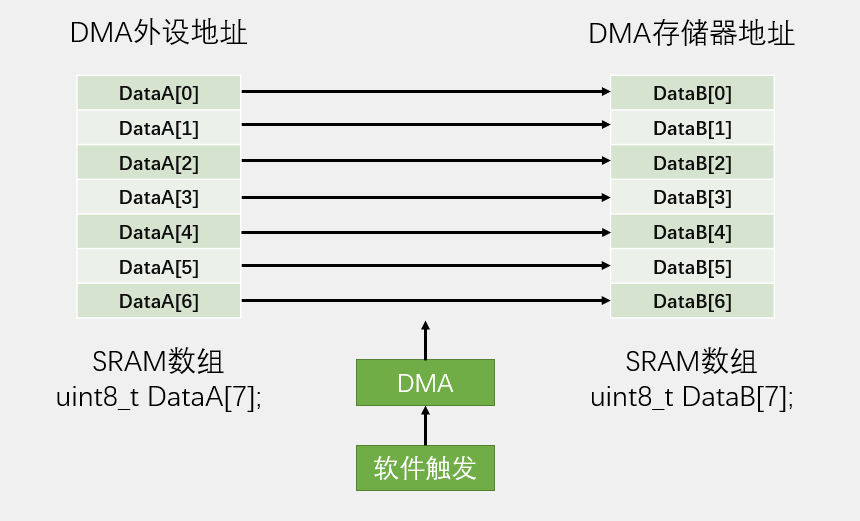 DMA外设地址
DMA存储器地址
DataA[0]
DataB[0]
DataA[1]
DataB[1]
DataA[2]
DataB[2]
DataA[3]
DataB[3]
DataA[4]
DataB[4]
DataA[5]
DataB[5]
DataA[6]
DataB[6]
SRAM数组
uint8_t DataA[7];
SRAM数组
uint8_t DataB[7];
DMA
软件触发